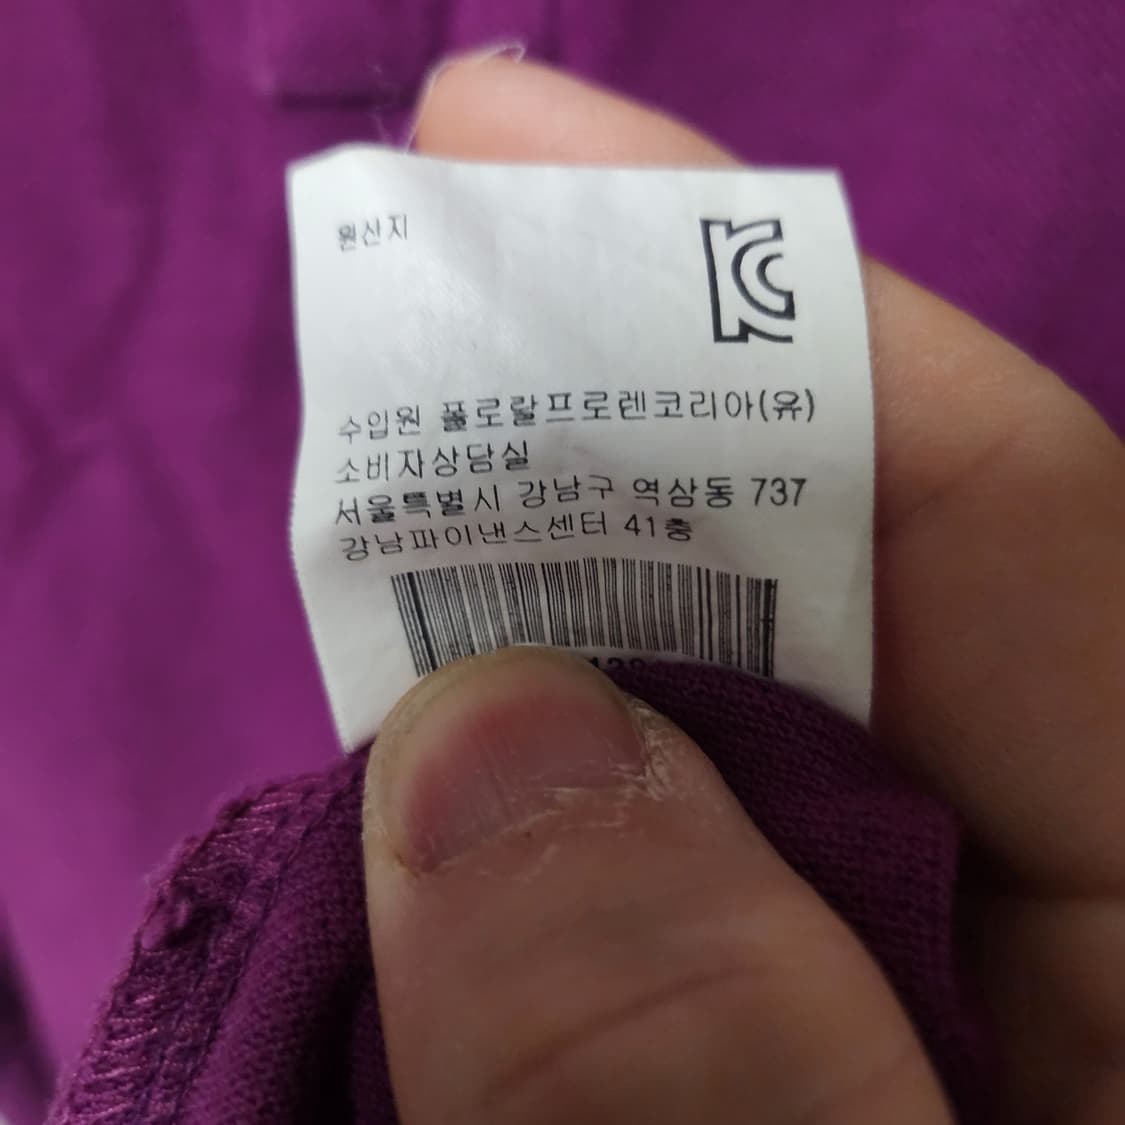 원산지
KC
수입원 폴로랄프로렌코리아(유)
소비자상담실
서울특별시 강남구 역삼동 737
강남파이낸스센터 41층